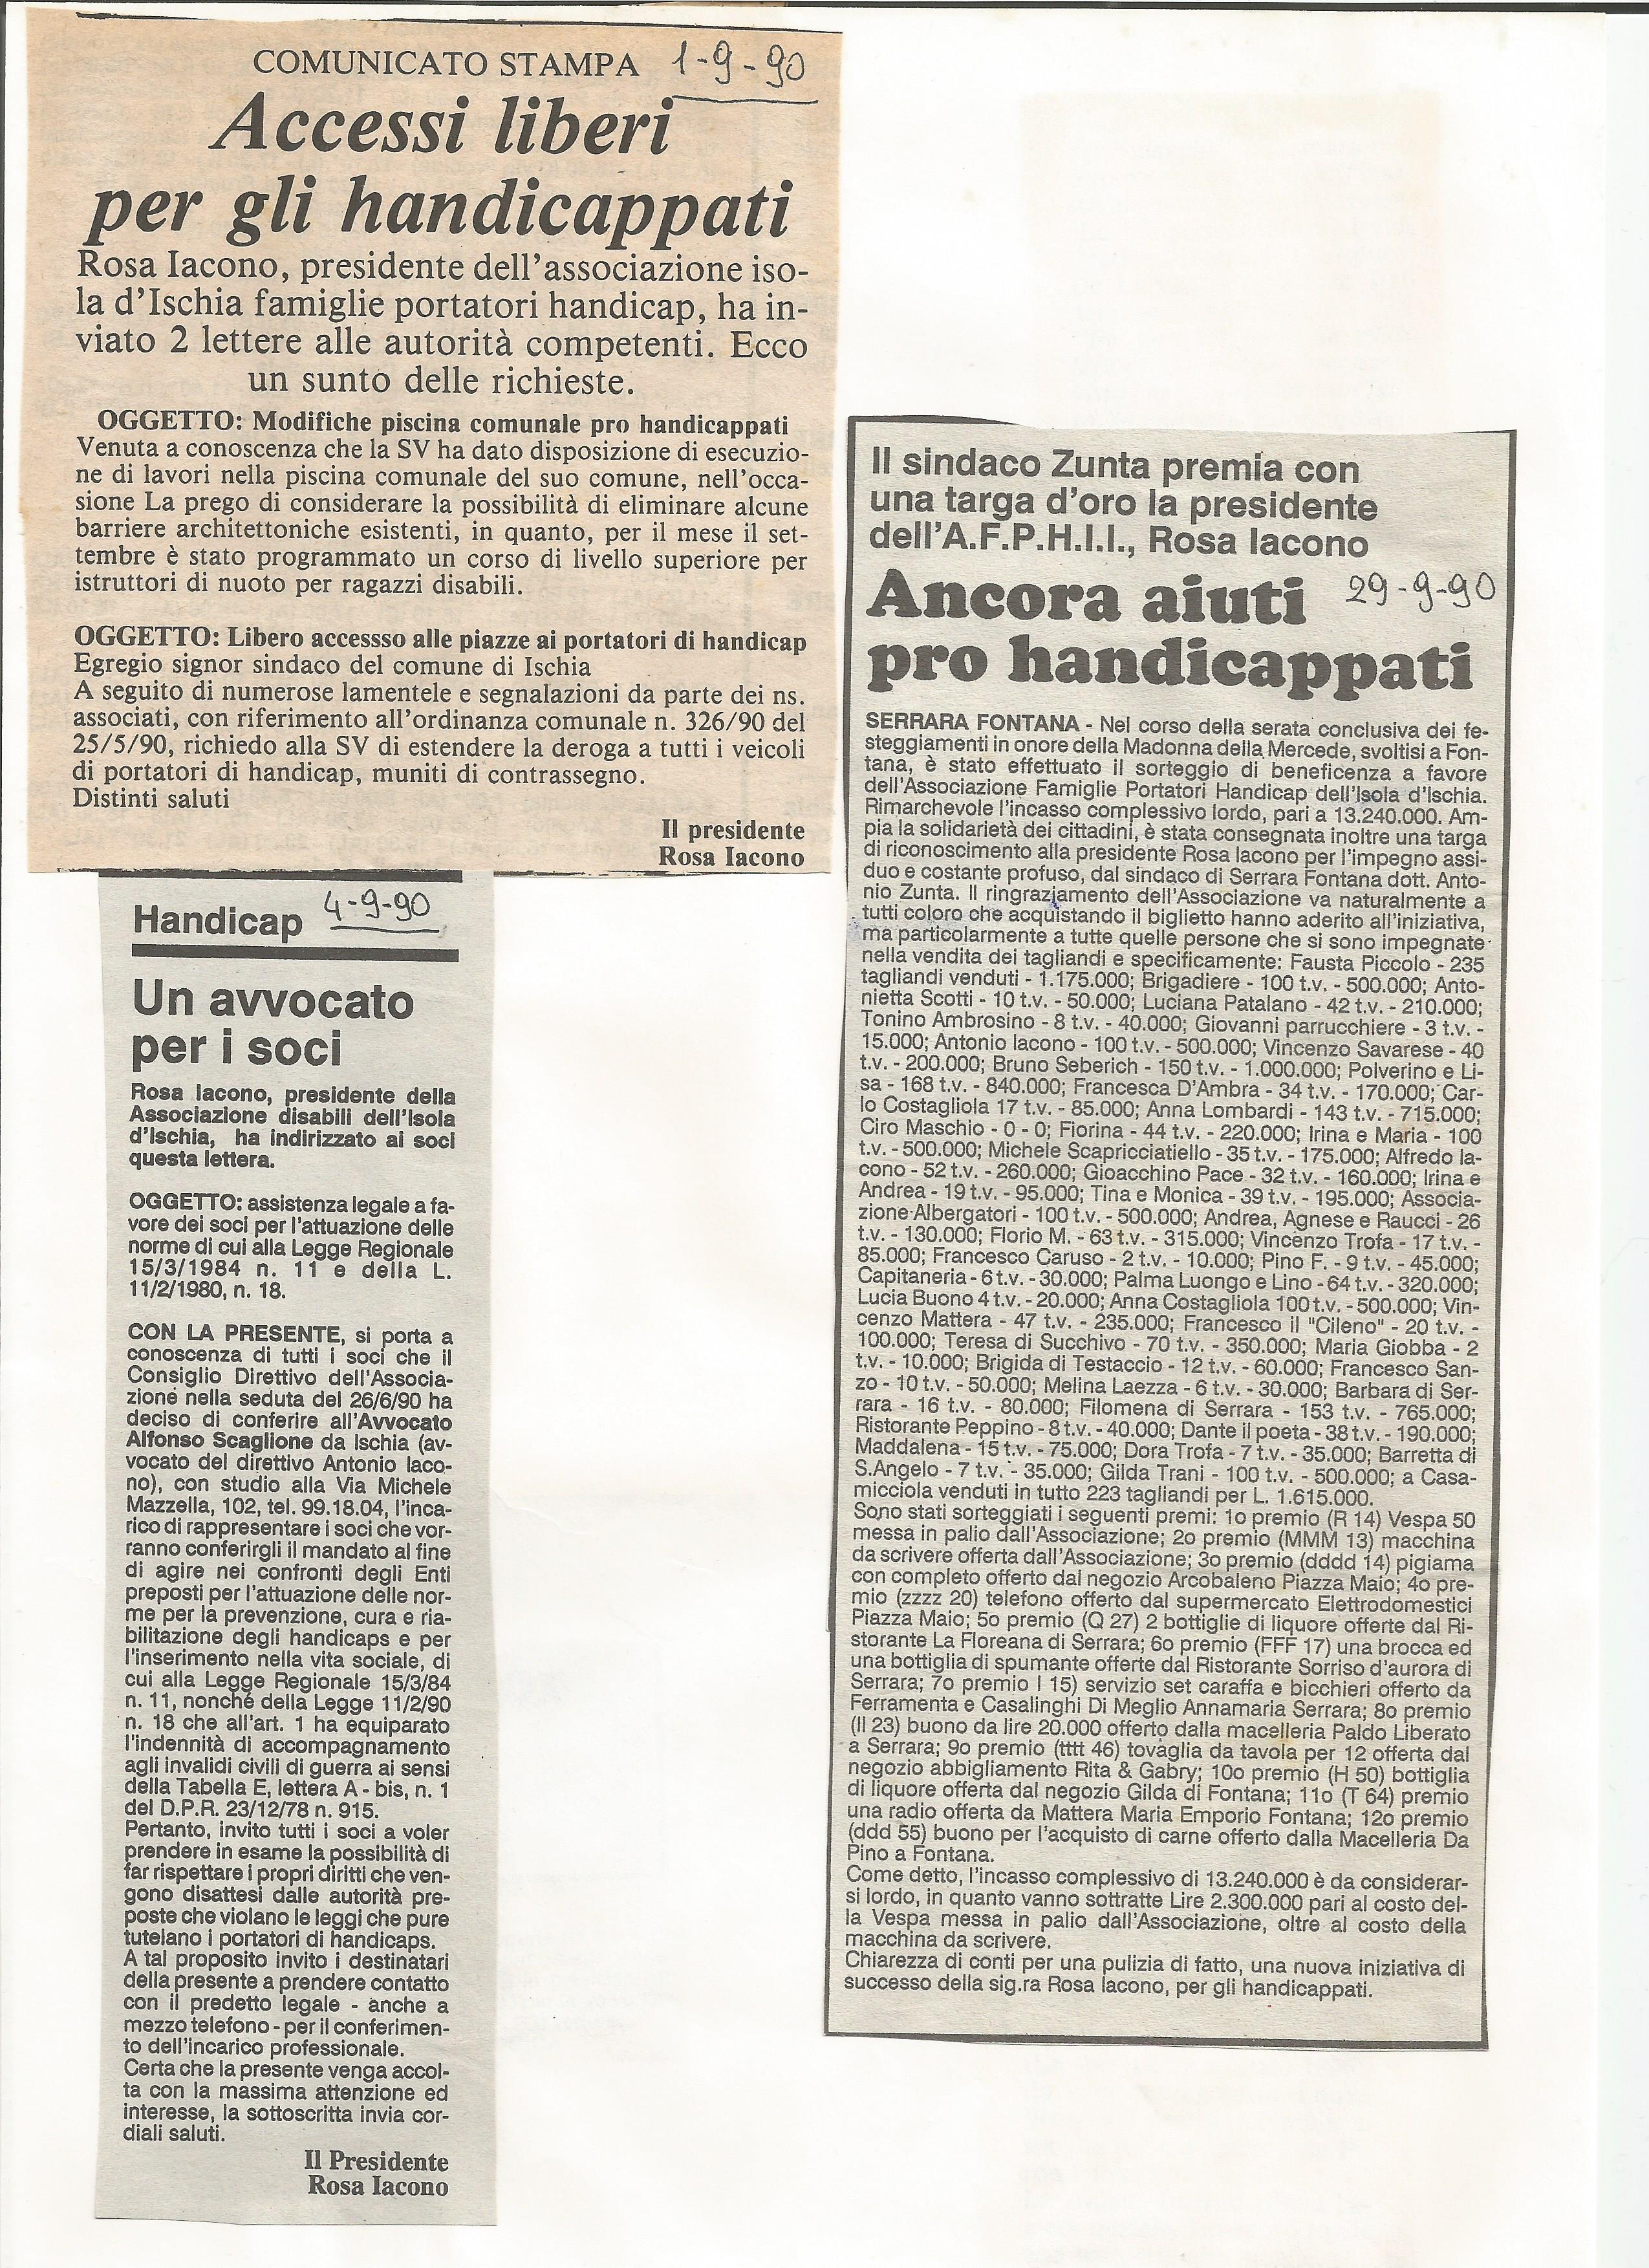 COMUNICATO STAMPA 1-9-90
Accessi liberi
per gli handicappati
Rosa Iacono, presidente dell'associazione iso-
la d'Ischia famiglie portatori handicap, ha in-
viato 2 lettere alle autorità competenti. Ecco
un sunto delle richieste.
OGGETTO: Modifiche piscina comunale pro handicappati
Venuta a conoscenza che la SV ha dato disposizione di esecuzio-
ne di lavori nella piscina comunale del suo comune, nell'occa-
sione La prego di considerare la possibilità di eliminare alcune
barriere architettoniche esistenti, in quanto, per il mese il set-
tembre è stato programmato un corso di livello superiore per
istruttori di nuoto per ragazzi disabili.
OGGETTO: Libero accessso alle piazze ai portatori di handicap
Egregio signor sindaco del comune di Ischia
A seguito di numerose lamentele e segnalazioni da parte dei ns.
associati, con riferimento all'ordinanza comunale n. 326/90 del
25/5/90, richiedo alla SV di estendere la deroga a tutti i veicoli
di portatori di handicap, muniti di contrassegno.
Distinti saluti
Il presidente
Rosa Iacono
Handicap 4-9-90
Un avvocato
per i soci
Rosa Iacono, presidente della
Associazione disabili dell'Isola
d'Ischia, ha indirizzato ai soci
questa lettera.
OGGETTO: assistenza legale a fa-
vore dei soci per l'attuazione delle
norme di cui alla Legge Regionale
15/3/1984 n. 11 e della L.
11/2/1980, n. 18.
CON LA PRESENTE, si porta a
conoscenza di tutti i soci che il
Consiglio Direttivo dell'Associa-
zione nella seduta del 26/6/90 ha
deciso di conferire all'Avvocato
Alfonso Scaglione da Ischia (av-
vocato del direttivo Antonio Iaco-
no), con studio alla Via Michele
Mazzella, 102, tel. 99.18.04, l'inca-
rico di rappresentare i soci che vor-
ranno conferirgli il mandato al fine
di agire nei confronti degli Enti
preposti per l'attuazione delle nor-
me per la prevenzione, cura e ria-
bilitazione degli handicaps e per
l'inserimento nella vita sociale, di
cui alla Legge Regionale 15/3/84
n. 11, nonché della Legge 11/2/90
n. 18 che all'art. 1 ha equiparato
l'indennità di accompagnamento
agli invalidi civili di guerra ai sensi
della Tabella E, lettera A - bis, n. 1
del D.P.R. 23/12/78 n. 915.
Pertanto, invito tutti i soci a voler
prendere in esame la possibilità di
far rispettare i propri diritti che ven-
gono disattesi dalle autorità pre-
poste che violano le leggi che pure
tutelano i portatori di handicaps.
A tal proposito invito i destinatari
della presente a prendere contatto
con il predetto legale - anche a
mezzo telefono - per il conferimen-
to dell'incarico professionale.
Certa che la presente venga accol-
ta con la massima attenzione ed
interesse, la sottoscritta invia cor-
diali saluti.
Il Presidente
Rosa Iacono
Il sindaco Zunta premia con
una targa d'oro la presidente
dell'A.F.P.H.I.I., Rosa Iacono
Ancora aiuti 29-9-90
pro handicappati
SERRARA FONTANA - Nel corso della serata conclusiva dei fe-
steggiamenti in onore della Madonna della Mercede, svoltisi a Fon-
tana, è stato effettuato il sorteggio di beneficenza a favore
dell'Associazione Famiglie Portatori Handicap dell'Isola d'Ischia.
Rimarchevole l'incasso complessivo lordo, pari a 13.240.000. Am-
pia la solidarietà dei cittadini, è stata consegnata inoltre una targa
di riconoscimento alla presidente Rosa Iacono per l'impegno assi-
duo e costante profuso, dal sindaco di Serrara Fontana dott. Anto-
nio Zunta. Il ringraziamento dell'Associazione va naturalmente a
tutti coloro che acquistando il biglietto hanno aderito all'iniziativa,
ma particolarmente a tutte quelle persone che si sono impegnate
nella vendita dei tagliandi e specificamente: Fausta Piccolo - 235
tagliandi venduti - 1.175.000; Brigadiere - 100 t.v. - 500.000; Anto-
nietta Scotti - 10 t.v. - 50.000; Luciana Patalano - 42 t.v. - 210.000;
Tonino Ambrosino - 8 t.v. - 40.000; Giovanni parrucchiere - 3 t.v. -
15.000; Antonio Iacono - 100 t.v. - 500.000; Vincenzo Savarese - 40
t.v. - 200.000; Bruno Seberich - 150 t.v. - 1.000.000; Polverino e Li-
sa - 168 t.v. - 840.000; Francesca D'Ambra - 34 t.v. - 170.000; Car-
lo Costagliola 17 t.v. - 85.000; Anna Lombardi - 143 t.v. - 715.000;
Ciro Maschio - 0 - 0; Fiorina - 44 t.v. - 220.000; Irina e Maria - 100
t.v. - 500.000; Michele Scapricciatiello - 35 t.v. - 175.000; Alfredo Ia-
cono - 52 t.v. - 260.000; Gioacchino Pace - 32 t.v. - 160.000; Irina e
Andrea - 19 t.v. - 95.000; Tina e Monica - 39 t.v. - 195.000; Associa-
zione Albergatori - 100 t.v. - 500.000; Andrea, Agnese e Raucci - 26
t.v. - 130.000; Florio M. - 63 t.v. - 315.000; Vincenzo Trofa - 17 t.v. -
85.000; Francesco Caruso - 2 t.v. - 10.000; Pino F. - 9 t.v. - 45.000;
Capitaneria - 6 t.v. - 30.000; Palma Luongo e Lino - 64 t.v. - 320.000;
Lucia Buono 4 t.v. - 20.000; Anna Costagliola 100 t.v. - 500.000; Vin-
cenzo Mattera - 47 t.v. - 235.000; Francesco il "Cileno" - 20 t.v. -
100.000; Teresa di Succhivo - 70 t.v. - 350.000; Maria Giobba - 2
t.v. - 10.000; Brigida di Testaccio - 12 t.v. - 60.000; Francesco San-
zo - 10 t.v. - 50.000; Melina Laezza - 6 t.v. - 30.000; Barbara di Ser-
rara - 16 t.v. - 80.000; Filomena di Serrara - 153 t.v. - 765.000;
Ristorante Peppino - 8 t.v. - 40.000; Dante il poeta - 38 t.v. - 190.000;
Maddalena - 15 t.v. - 75.000; Dora Trofa - 7 t.v. - 35.000; Barretta di
S.Angelo - 7 t.v. - 35.000; Gilda Trani - 100 t.v. - 500.000; a Casa-
micciola venduti in tutto 223 tagliandi per L. 1.615.000.
Sono stati sorteggiati i seguenti premi: 1o premio (R 14) Vespa 50
messa in palio dall'Associazione; 2o premio (MMM 13) macchina
da scrivere offerta dall'Associazione; 3o premio (dddd 14) pigiama
con completo offerto dal negozio Arcobaleno Piazza Maio; 4o pre-
mio (zzzz 20) telefono offerto dal supermercato Elettrodomestici
Piazza Maio; 5o premio (Q 27) 2 bottiglie di liquore offerte dal Ri-
storante La Floreana di Serrara; 6o premio (FFF 17) una brocca ed
una bottiglia di spumante offerte dal Ristorante Sorriso d'aurora di
Serrara; 7o premio I 15) servizio set caraffa e bicchieri offerto da
Ferramenta e Casalinghi Di Meglio Annamaria Serrara; 8o premio
(II 23) buono da lire 20.000 offerto dalla macelleria Paldo Liberato
a Serrara; 9o premio (tttt 46) tovaglia da tavola per 12 offerta dal
negozio abbigliamento Rita & Gabry; 10o premio (H 50) bottiglia
di liquore offerta dal negozio Gilda di Fontana; 11o (T 64) premio
una radio offerta da Mattera Maria Emporio Fontana; 12o premio
(ddd 55) buono per l'acquisto di carne offerto dalla Macelleria Da
Pino a Fontana.
Come detto, l'incasso complessivo di 13.240.000 è da considerar-
si lordo, in quanto vanno sottratte Lire 2.300.000 pari al costo del-
la Vespa messa in palio dall'Associazione, oltre al costo della
macchina da scrivere.
Chiarezza di conti per una pulizia di fatto, una nuova iniziativa di
successo della sig.ra Rosa Iacono, per gli handicappati.